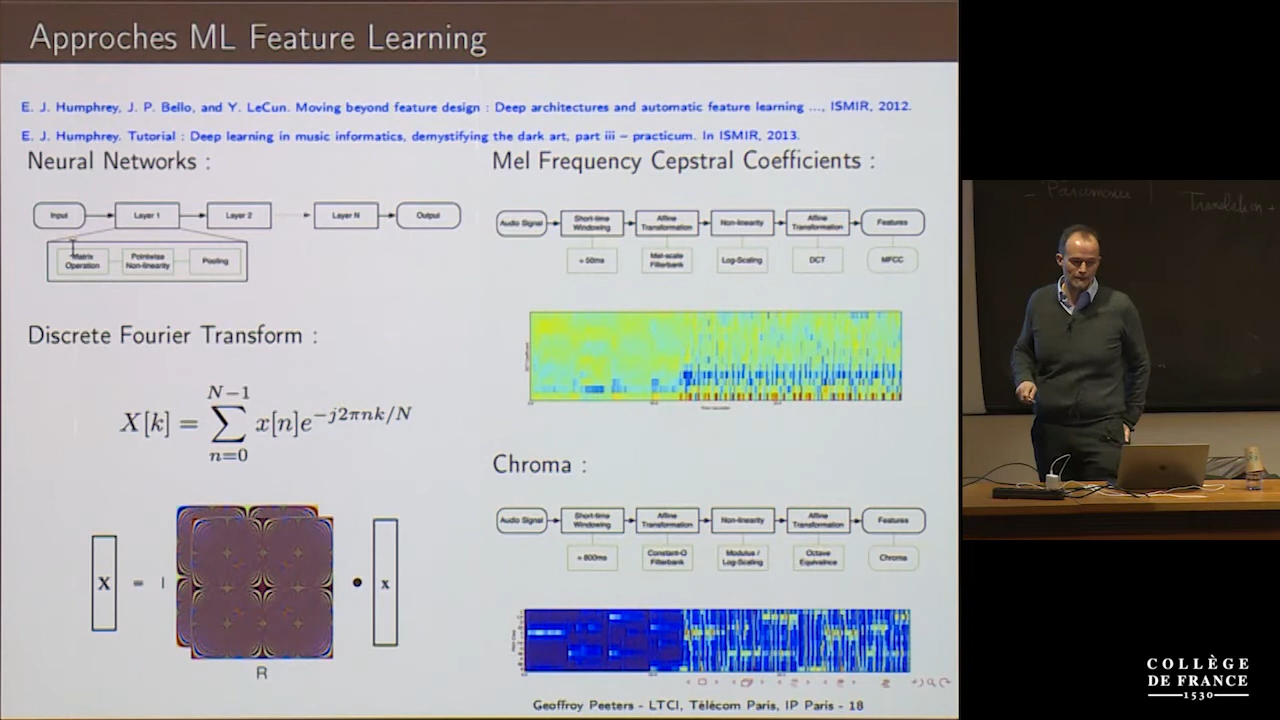 Approches ML Feature Learning
E. J. Humphrey, J. P. Bello, and Y. LeCun. Moving beyond feature design : Deep architectures and automatic feature learning ..., ISMIR, 2012.
E. J. Humphrey. Tutorial : Deep learning in music informatics, demystifying the dark art, part iii – practicum. In ISMIR, 2013.
Neural Networks :
Input
Layer 1
Layer 2
Layer N
Output
Matrix
Operation
Pointwise
Non-linearity
Pooling
Discrete Fourier Transform :
X[k] = \sum_{n=0}^{N-1} x[n]e^{-j2πnk/N}
X = | R • x
Mel Frequency Cepstral Coefficients :
Audio Signal
Short-time
Windowing
Affine
Transformation
Non-linearity
Affine
Transformation
Features
≈ 50ms
Mel-scale
Filterbank
Log-Scaling
DCT
MFCC
Chroma :
Audio Signal
Short-time
Windowing
Affine
Transformation
Non-linearity
Affine
Transformation
Features
≈ 800ms
Constant-Q
Filterbank
Modulus /
Log-Scaling
Octave
Equivalence
Chroma
Geoffroy Peeters - LTCI, Télécom Paris, IP Paris - 18
Translation
COLLÈGE
DE FRANCE
1530